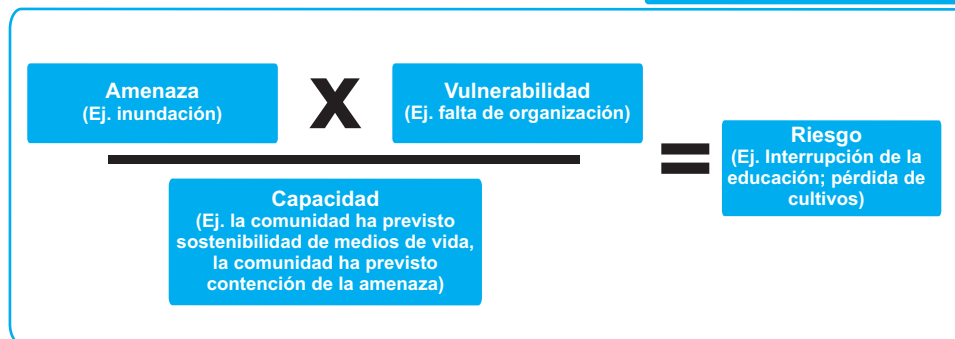 Amenaza
(Ej. inundación)
X
Vulnerabilidad
(Ej. falta de organización)
=
Riesgo
(Ej. Interrupción de la
educación; pérdida de
cultivos)
Capacidad
(Ej. la comunidad ha previsto
sostenibilidad de medios de vida,
la comunidad ha previsto
contención de la amenaza)